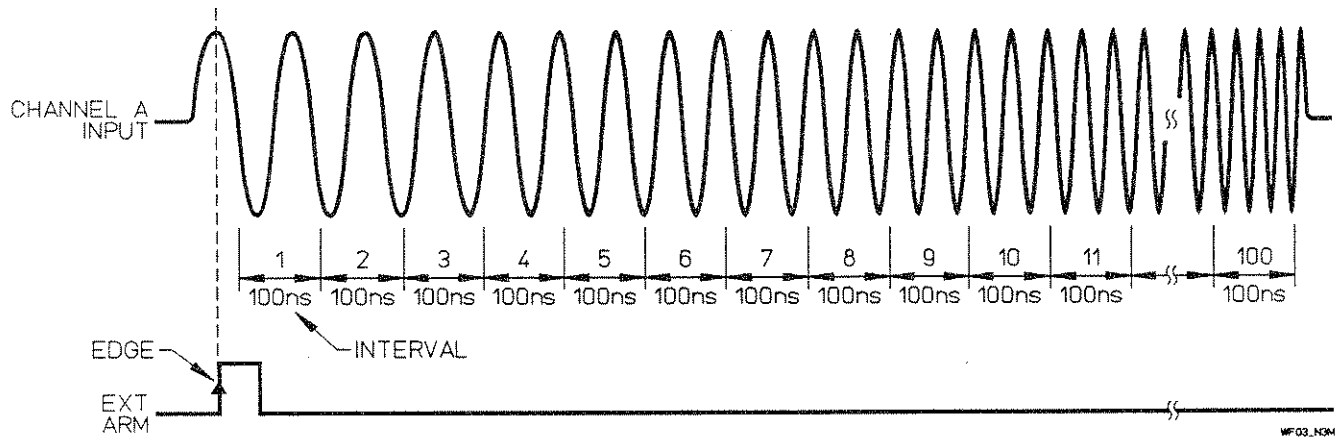 CHANNEL A
INPUT
1 2 3 4 5 6 7 8 9 10 11 100
100ns 100ns 100ns 100ns 100ns 100ns 100ns 100ns 100ns 100ns 100ns 100ns
EDGE
INTERVAL
EXT
ARM
WF03_N3M